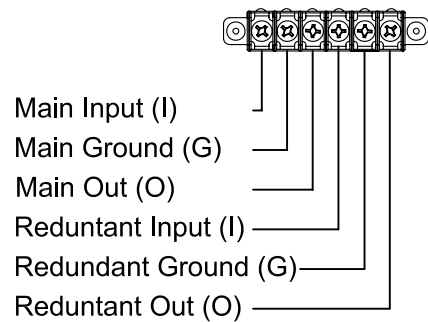 Main Input (I)
Main Ground (G)
Main Out (O)
Reduntant Input (I)
Redundant Ground (G)
Reduntant Out (O)